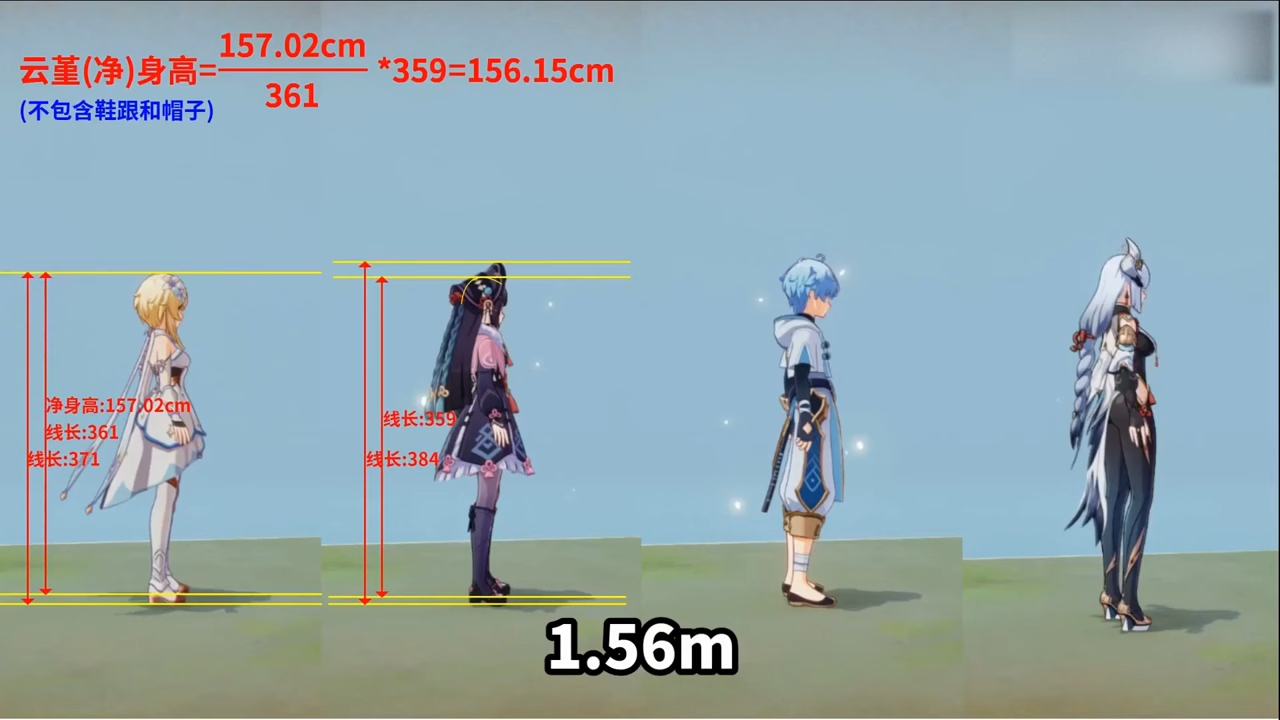 157.02cm
云堇(净)身高= *359=156.15cm
361
(不包含鞋跟和帽子)
净身高:157.02cm
线长:361
线长:371
线长:359
线长:384
1.56m